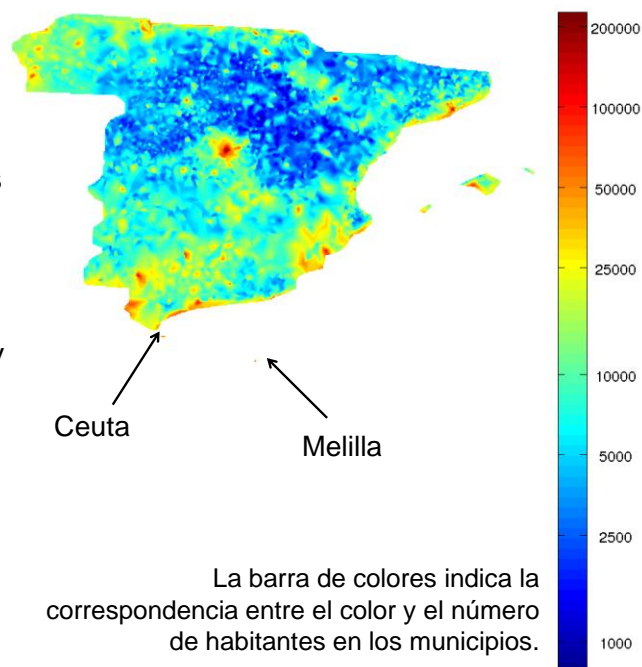 200000
100000
50000
25000
10000
5000
2500
1000
s
y
Ceuta
Melilla
La barra de colores indica la
correspondencia entre el color y el número
de habitantes en los municipios.